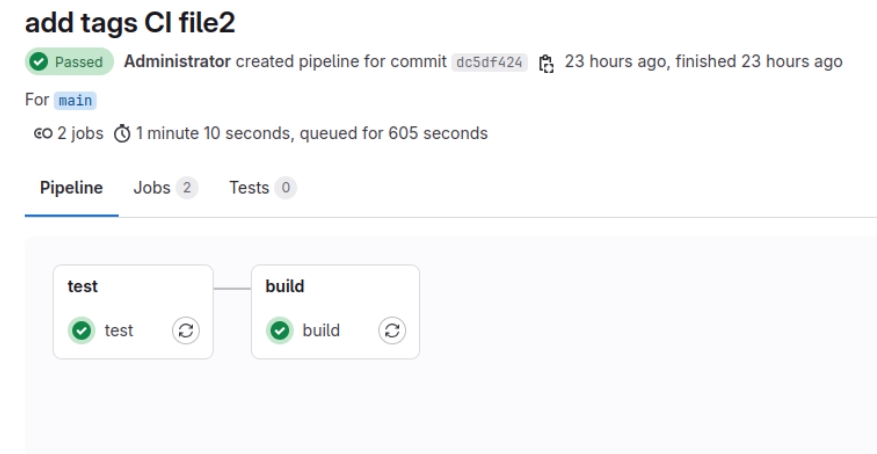 add tags CI file2
Passed Administrator created pipeline for commit dc5df424 23 hours ago, finished 23 hours ago
For main
2 jobs 1 minute 10 seconds, queued for 605 seconds
Pipeline Jobs 2 Tests 0
test build
test build